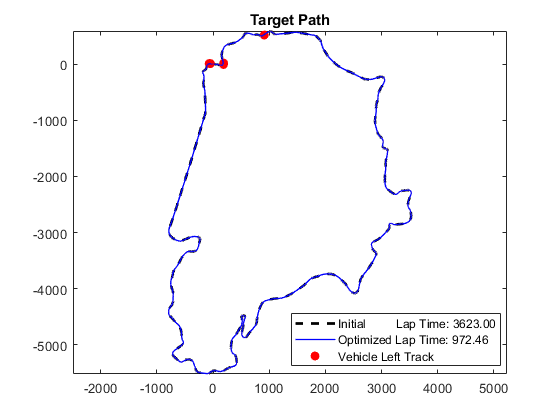 Target Path
0
-1000
-2000
-3000
-4000
-5000
Initial Lap Time: 3623.00
Optimized Lap Time: 972.46
Vehicle Left Track
-2000 -1000 0 1000 2000 3000 4000 5000